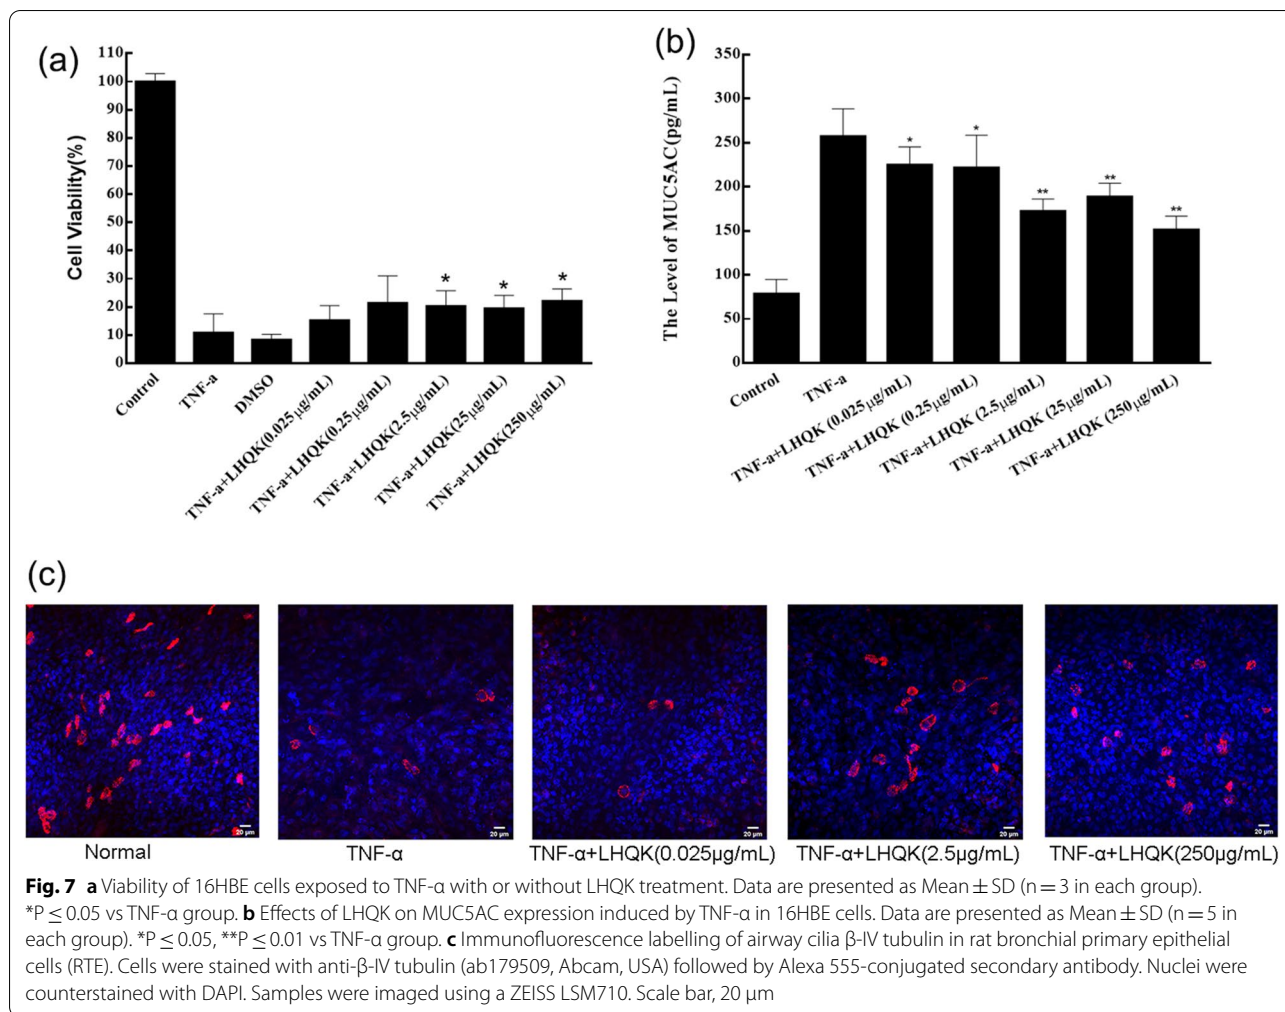 (a)
Cell Viability(%)
110
100
90
80
70
60
50
40
30
20
10
0
*
*
*
Control
TNF-a
DMSO
TNF-a+LHQK(0.025μg/mL)
TNF-a+LHQK(0.25μg/mL)
TNF-a+LHQK(2.5μg/mL)
TNF-a+LHQK(25μg/mL)
TNF-a+LHQK(250μg/mL)
(b)
The Level of MUC5AC(pg/mL)
350
300
250
200
150
100
50
0
*
*
**
**
**
Control
TNF-a
TNF-a+LHQK (0.025μg/mL)
TNF-a+LHQK (0.25μg/mL)
TNF-a+LHQK (2.5μg/mL)
TNF-a+LHQK (25μg/mL)
TNF-a+LHQK (250μg/mL)
(c)
20 μm
20 μm
20 μm
20 μm
20 μm
Normal
TNF-α
TNF-α+LHQK(0.025μg/mL)
TNF-α+LHQK(2.5μg/mL)
TNF-α+LHQK(250μg/mL)
Fig. 7 a Viability of 16HBE cells exposed to TNF-α with or without LHQK treatment. Data are presented as Mean ± SD (n = 3 in each group).
*P ≤ 0.05 vs TNF-α group. b Effects of LHQK on MUC5AC expression induced by TNF-α in 16HBE cells. Data are presented as Mean ± SD (n = 5 in
each group). *P ≤ 0.05, **P ≤ 0.01 vs TNF-α group. c Immunofluorescence labelling of airway cilia β-IV tubulin in rat bronchial primary epithelial
cells (RTE). Cells were stained with anti-β-IV tubulin (ab179509, Abcam, USA) followed by Alexa 555-conjugated secondary antibody. Nuclei were
counterstained with DAPI. Samples were imaged using a ZEISS LSM710. Scale bar, 20 μm